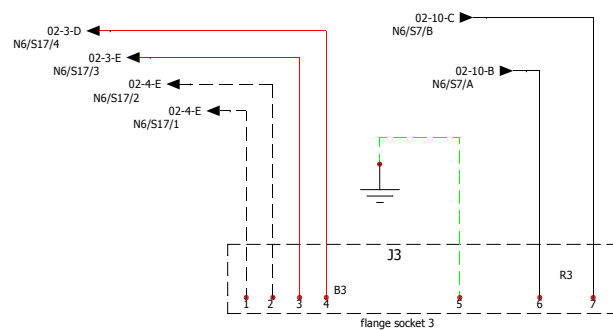 02-3-D
N6/S17/4
02-3-E
N6/S17/3
02-4-E
N6/S17/2
02-4-E
N6/S17/1
02-10-C
N6/S7/B
02-10-B
N6/S7/A
J3
B3
R3
1 2 3 4 5 6 7
flange socket 3